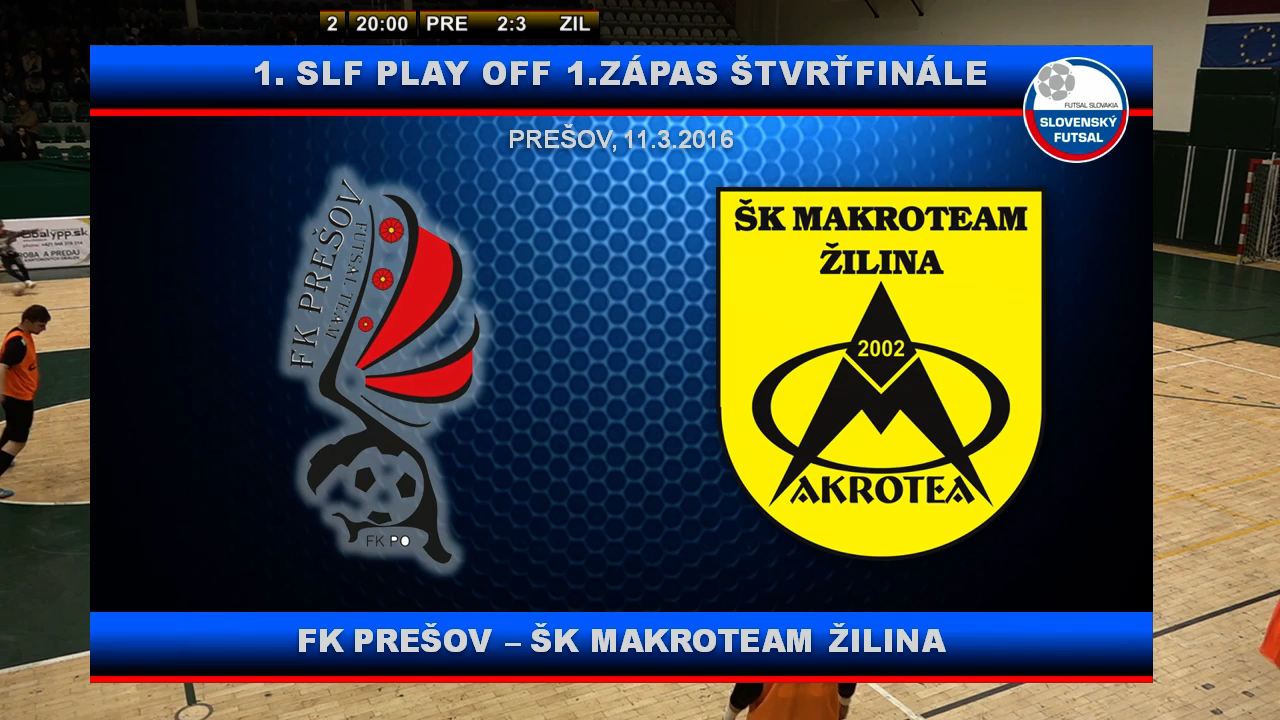 2 20:00 PRE 2:3 ZIL
1. SLF PLAY OFF 1.ZÁPAS ŠTVRŤFINÁLE
FUTSAL SLOVAKIA
SLOVENSKÝ
FUTSAL
PREŠOV, 11.3.2016
FK PREŠOV
FUTSAL TEAM
FK PO
ŠK MAKROTEAM
ŽILINA
2002
AKROTEA
FK PREŠOV – ŠK MAKROTEAM ŽILINA